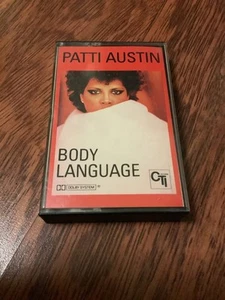 PATTI AUSTIN
BODY
LANGUAGE
DOLBY SYSTEM
CTi